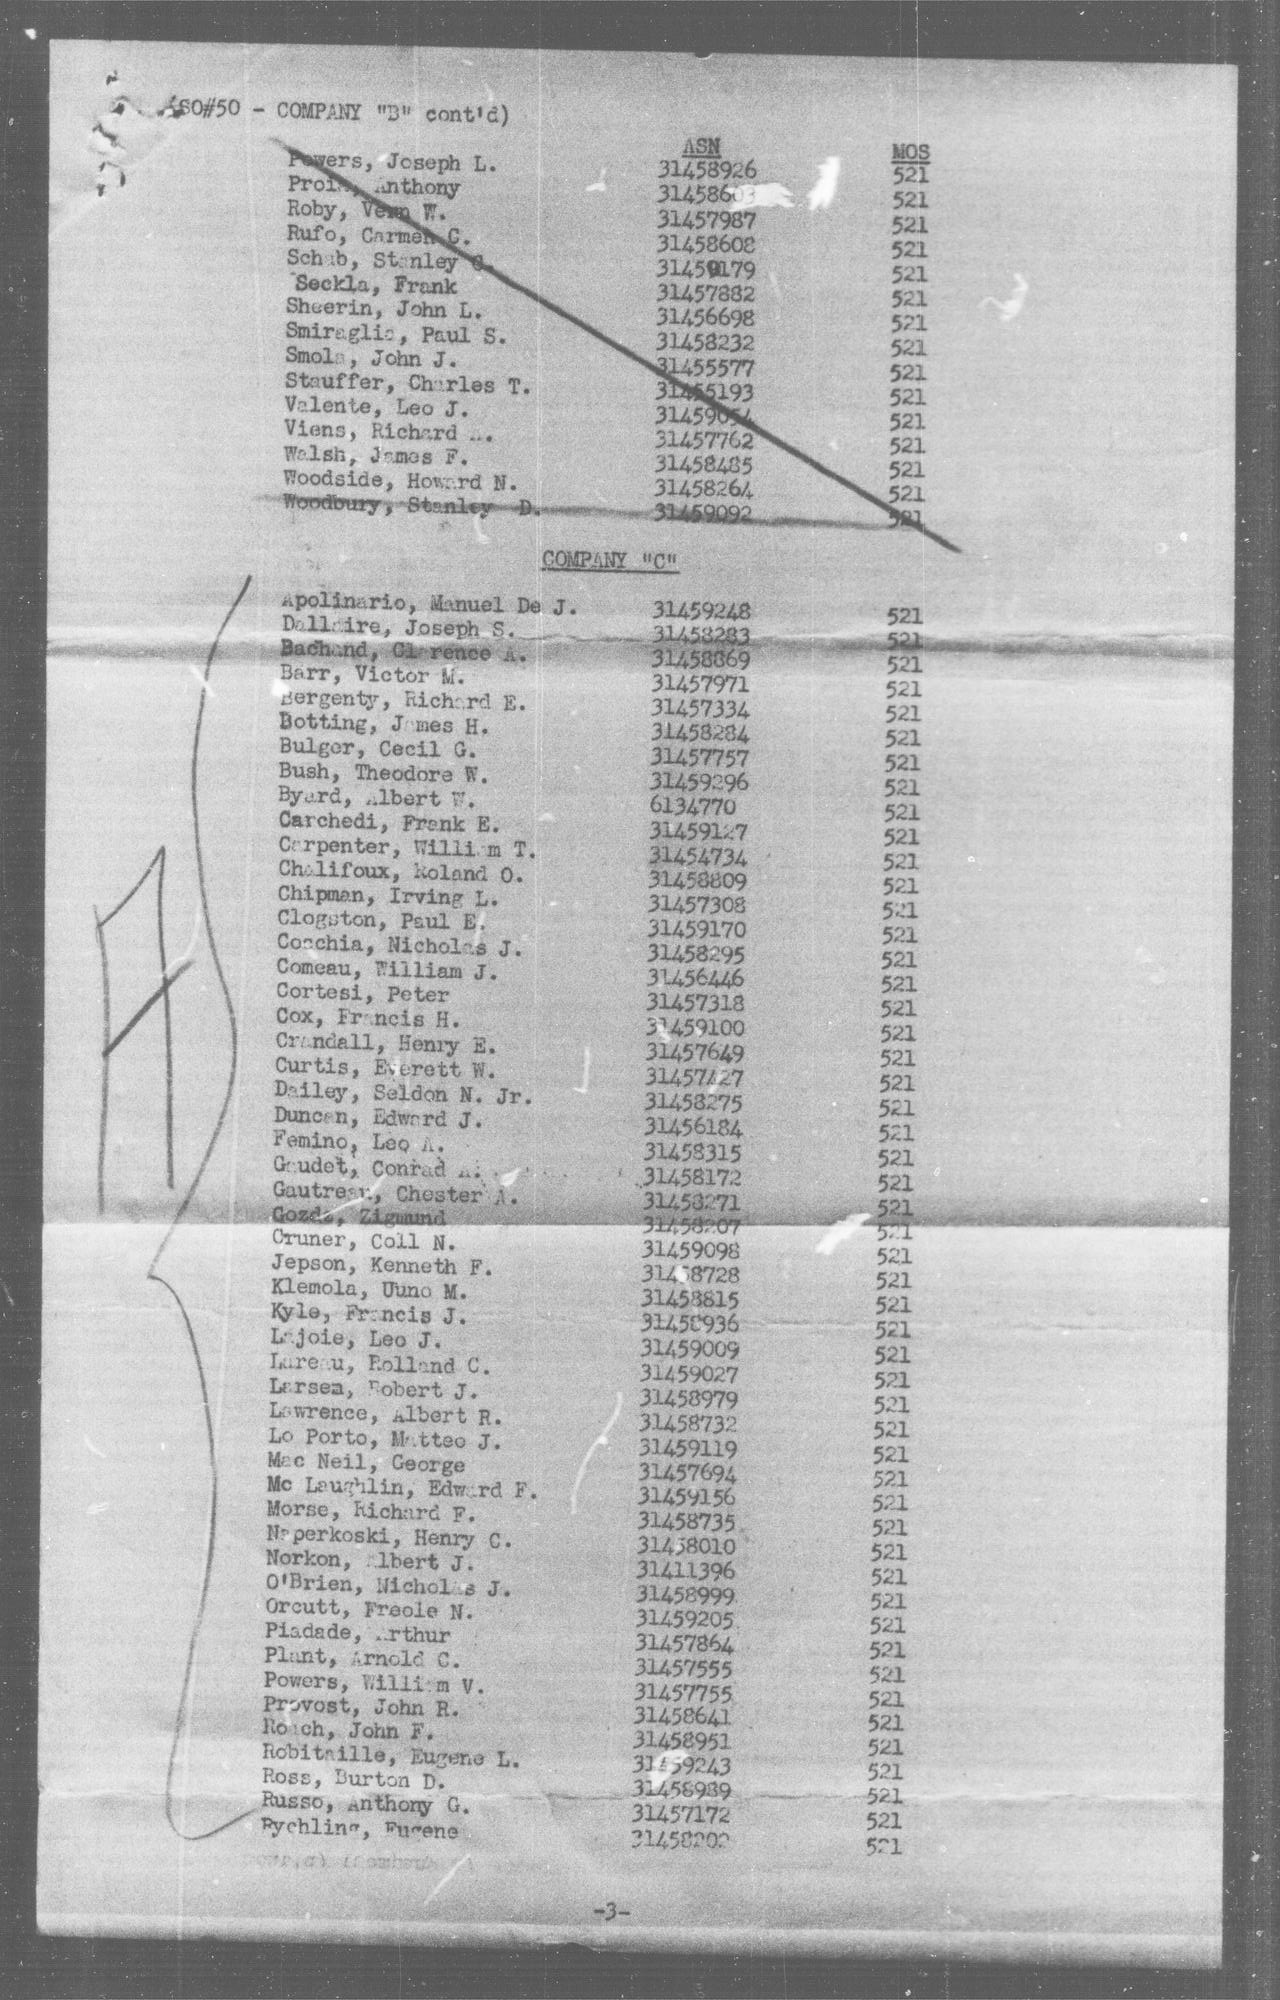 (SO#50 - COMPANY "B" cont'd)
ASN MOS
Powers, Joseph L. 31458926 521
Anthony 31458603 521
Roby, Vern W. 31457987 521
Rufo, Carmen C. 31458608 521
Schab, Stanley 31459179 521
Seckla, Frank 31457882 521
Sheerin, John L. 31456698 521
Smiraglia, Paul S. 31458232 521
Smola, John J. 31455577 521
Stauffer, Charles T. 31455193 521
Valente, Leo J. 31459054 521
Viens, Richard 31457762 521
Walsh, James F. 31458485 521
Woodside, Howard N. 31458264 521
Woodbury, Stanley D. 31459092 521
COMPANY "C"
Apolinario, Manuel De J. 31459248 521
Dallaire, Joseph S. 31458283 521
Bachand, Clarence A. 31458869 521
Barr, Victor M. 31457971 521
Bergenty, Richard E. 31457334 521
Botting, James H. 31458284 521
Bulger, Cecil G. 31457757 521
Bush, Theodore W. 31459296 521
Byard, Albert W. 6134770 521
Carchedi, Frank E. 31459127 521
Carpenter, William T. 31454734 521
Chalifoux, Roland O. 31458809 521
Chipman, Irving L. 31457308 521
Clogston, Paul E. 31459170 521
Coschia, Nicholas J. 31458295 521
Comeau, William J. 31456446 521
Cortesi, Peter 31457318 521
Cox, Francis H. 31459100 521
Crandall, Henry E. 31457649 521
Curtis, Everett W. 31457427 521
Dailey, Seldon N. Jr. 31458275 521
Duncan, Edward J. 31456184 521
Femino, Leo A. 31458315 521
Gaudet, Conrad A. 31458172 521
Gautreau, Chester A. 31458271 521
Gozda, Zigmund 31458207 521
Cruner, Coll N. 31459098 521
Jepson, Kenneth F. 31458728 521
Klemola, Uuno M. 31458815 521
Kyle, Francis J. 31458936 521
Lajoie, Leo J. 31459009 521
Lareau, Rolland C. 31459027 521
Larsen, Robert J. 31458979 521
Lawrence, Albert R. 31458732 521
Lo Porto, Matteo J. 31459119 521
Mac Neil, George 31457694 521
Mc Laughlin, Edward F. 31459156 521
Morse, Richard F. 31458735 521
Naperkoski, Henry C. 31458010 521
Norkon, Albert J. 31411396 521
O'Brien, Nicholas J. 31458999 521
Orcutt, Freole N. 31459205 521
Piadade, Arthur 31457864 521
Plant, Arnold C. 31457555 521
Powers, William V. 31457755 521
Provost, John R. 31458641 521
Roach, John F. 31458951 521
Robitaille, Eugene L. 31459243 521
Ross, Burton D. 31458989 521
Russo, Anthony G. 31457172 521
Rychling, Eugene 31458202 521
-3-